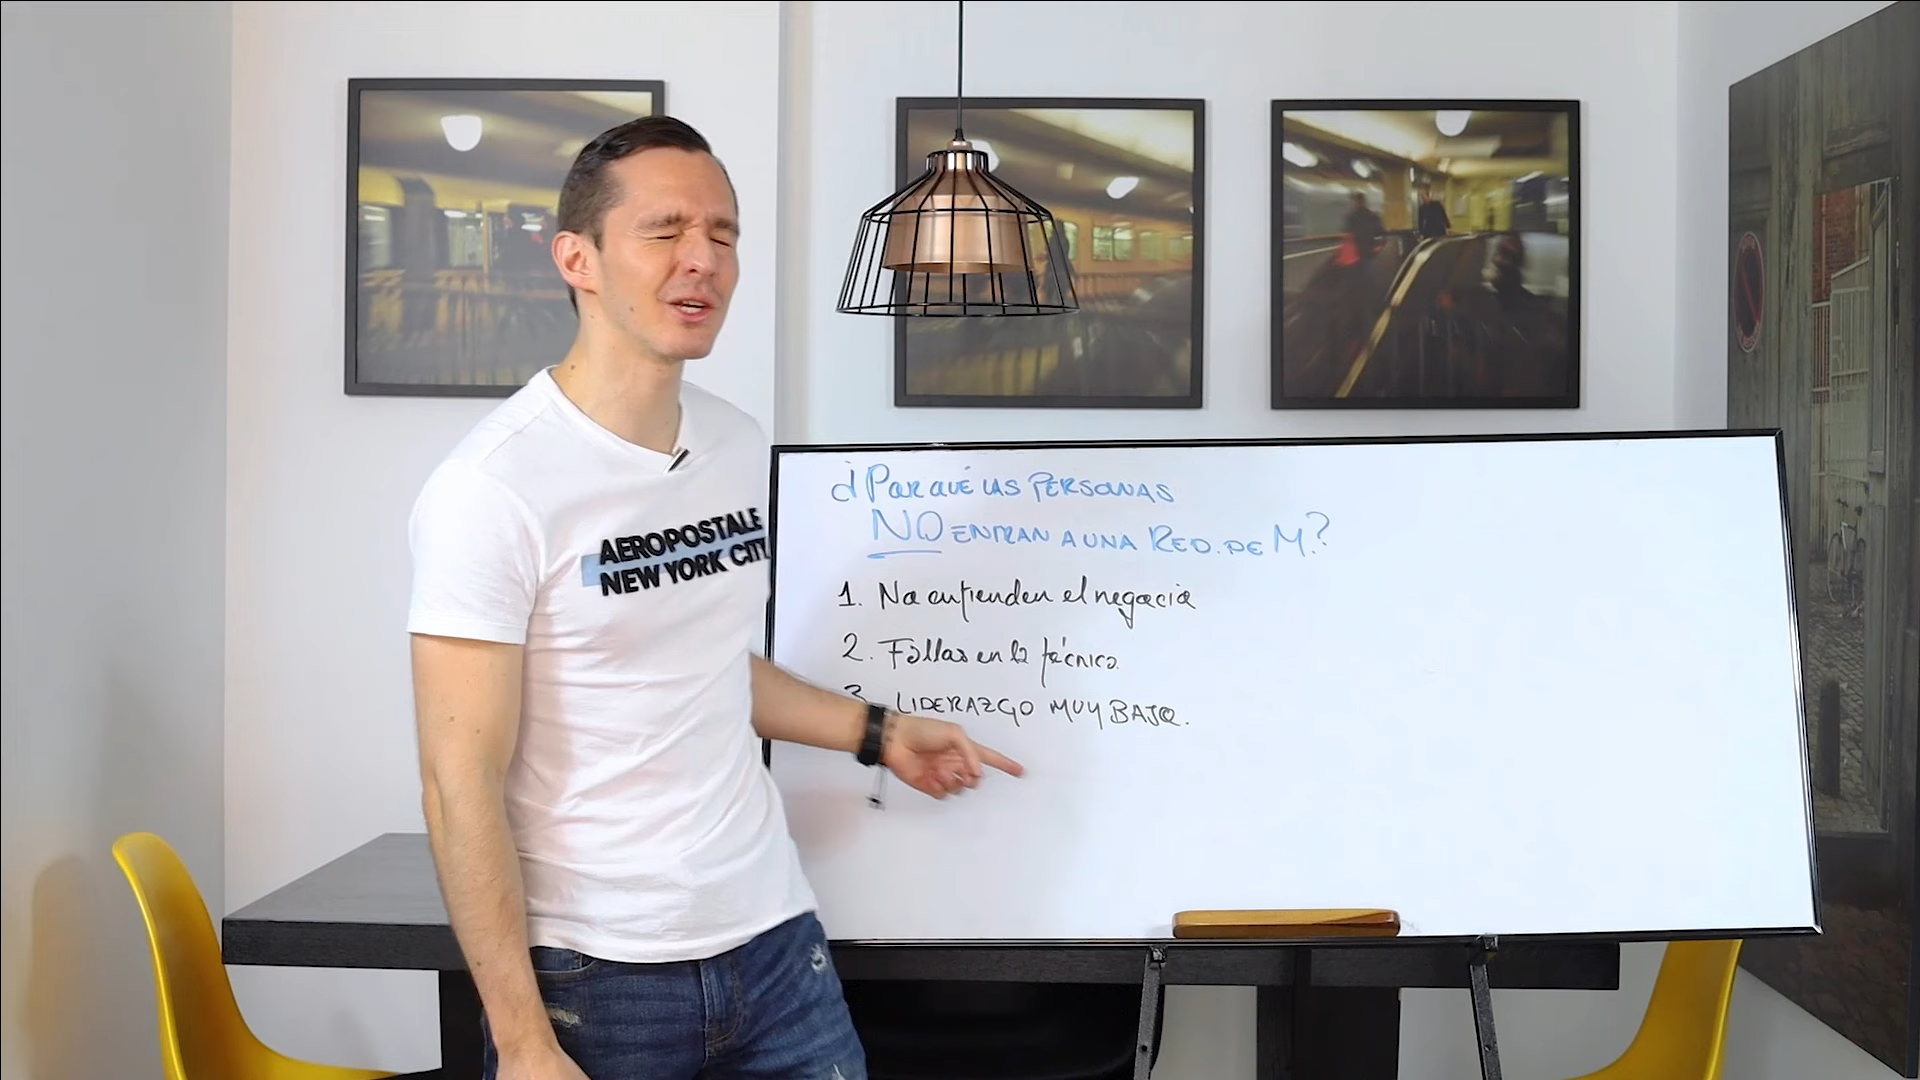 AEROPOSTALE
NEW YORK CITY
¿Por qué las personas
NO entran a una Red. de M.?
1. No entienden el negocio
2. Fallas en la técnica.
3. LIDERAZGO MUY BAJO.